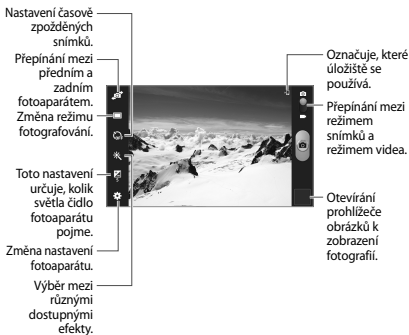 Nastavení časově
zpožděných
snímků.
Přepínání mezi
předním a
zadním
fotoaparátem.
Změna režimu
fotografování.
Toto nastavení
určuje, kolik
světla čidlo
fotoaparátu
pojme.
Změna nastavení
fotoaparátu.
Výběr mezi
různými
dostupnými
efekty.
Označuje, které
úložiště se
používá.
Přepínání mezi
režimem
snímků a
režimem videa.
Otevírání
prohlížeče
obrázků k
zobrazení
fotografií.